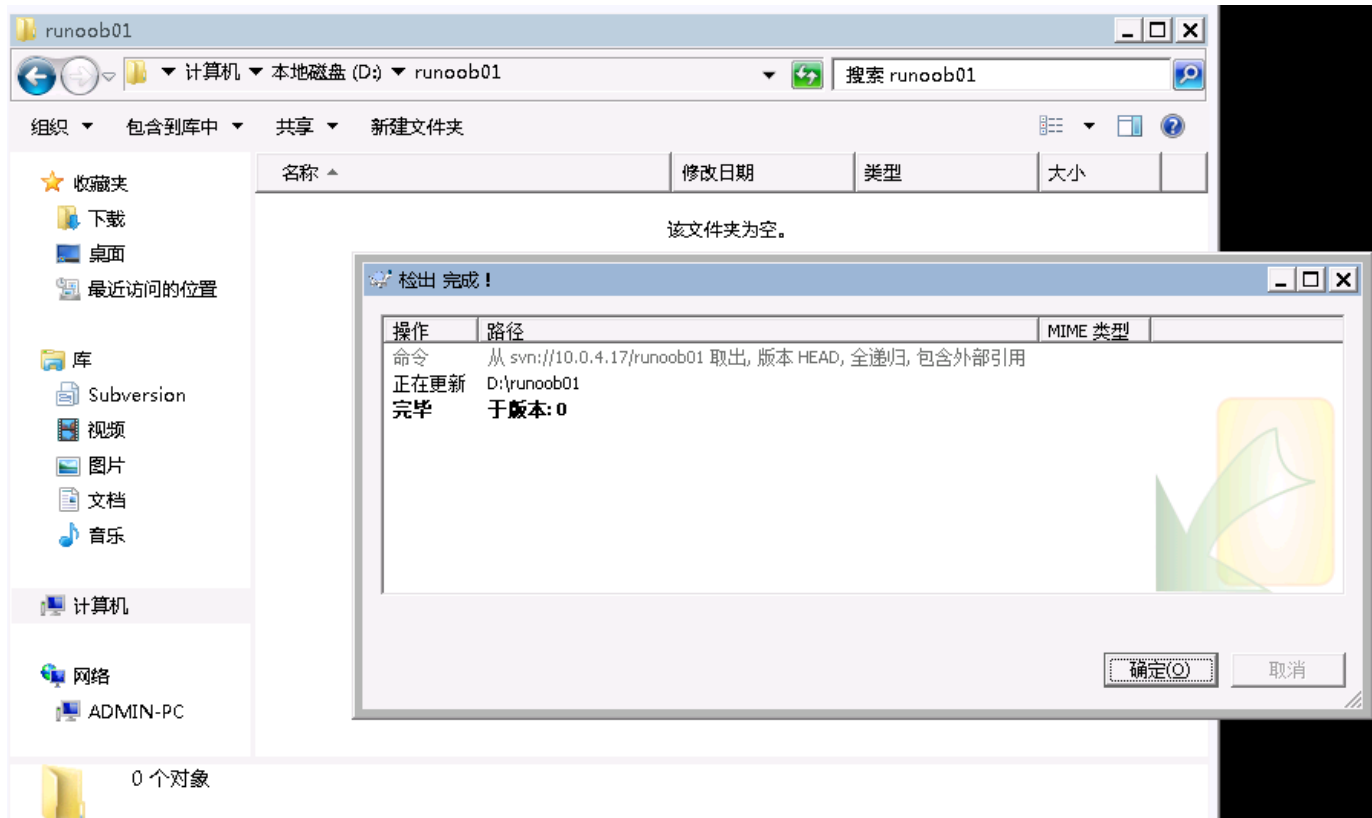 runoob01
计算机 本地磁盘 (D:) runoob01
搜索 runoob01
组织 包含到库中 共享 新建文件夹
名称 修改日期 类型 大小
收藏夹
下载
桌面
最近访问的位置
库
Subversion
视频
图片
文档
音乐
计算机
网络
ADMIN-PC
该文件夹为空。
检出 完成！
操作 路径 MIME 类型
命令 从 svn://10.0.4.17/runoob01 取出, 版本 HEAD, 全递归, 包含外部引用
正在更新 D:\runoob01
完毕 于版本: 0
确定(O) 取消
0 个对象